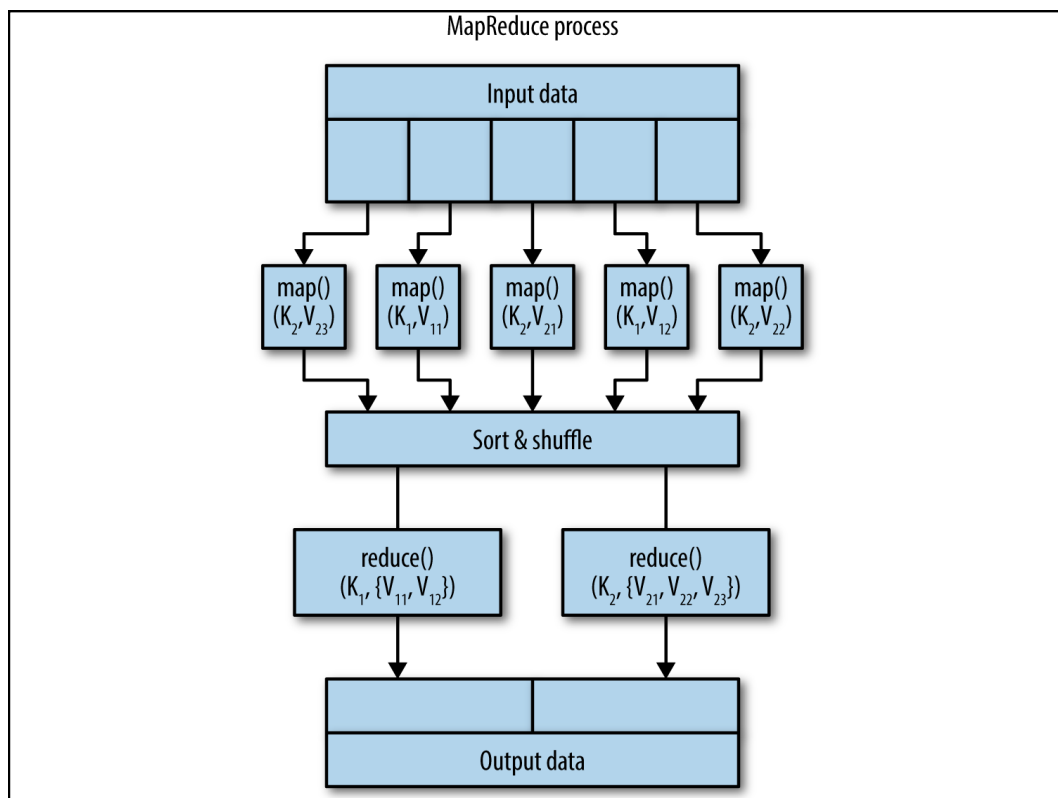 MapReduce process
Input data
map() map() map() map() map()
(K₂,V₂₃) (K₁,V₁₁) (K₂,V₂₁) (K₁,V₁₂) (K₂,V₂₂)
Sort & shuffle
reduce() reduce()
(K₁, {V₁₁, V₁₂}) (K₂, {V₂₁, V₂₂, V₂₃})
Output data